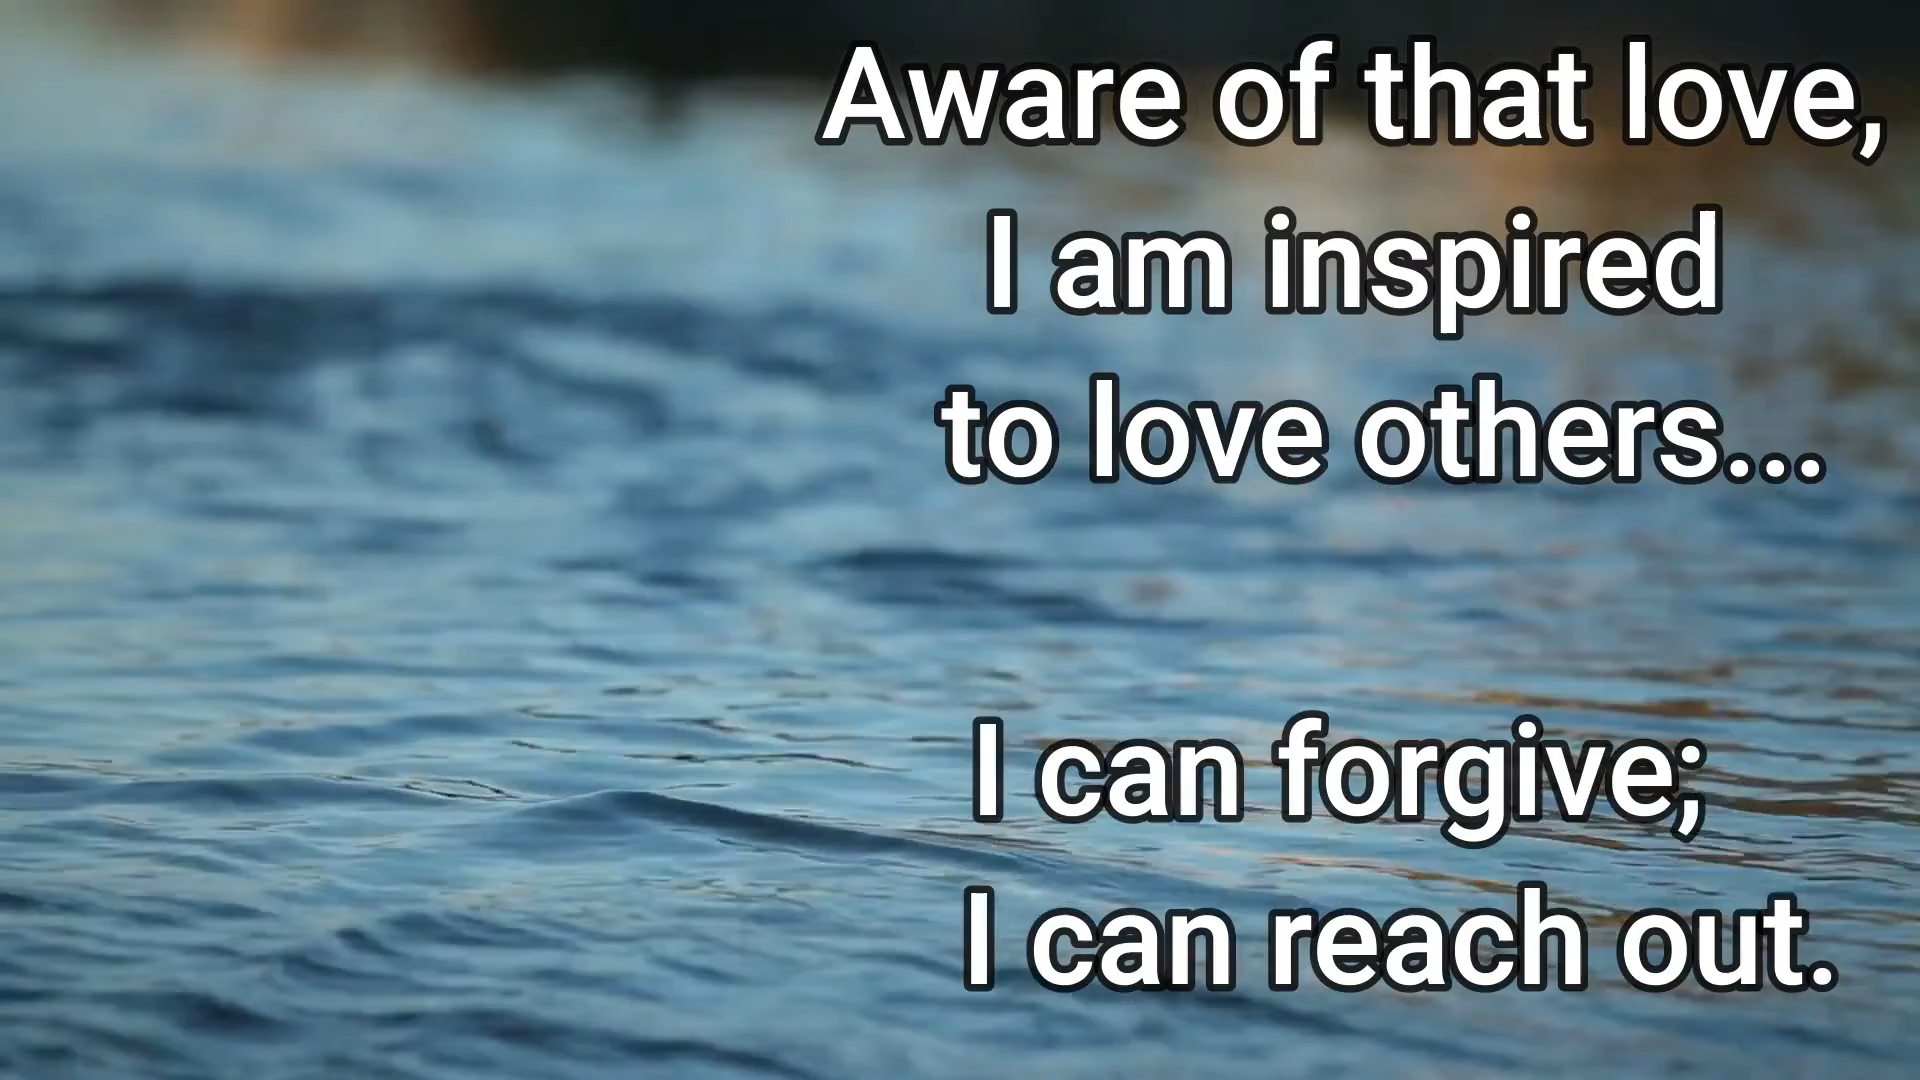 Aware of that love,
I am inspired
to love others...
I can forgive;
I can reach out.